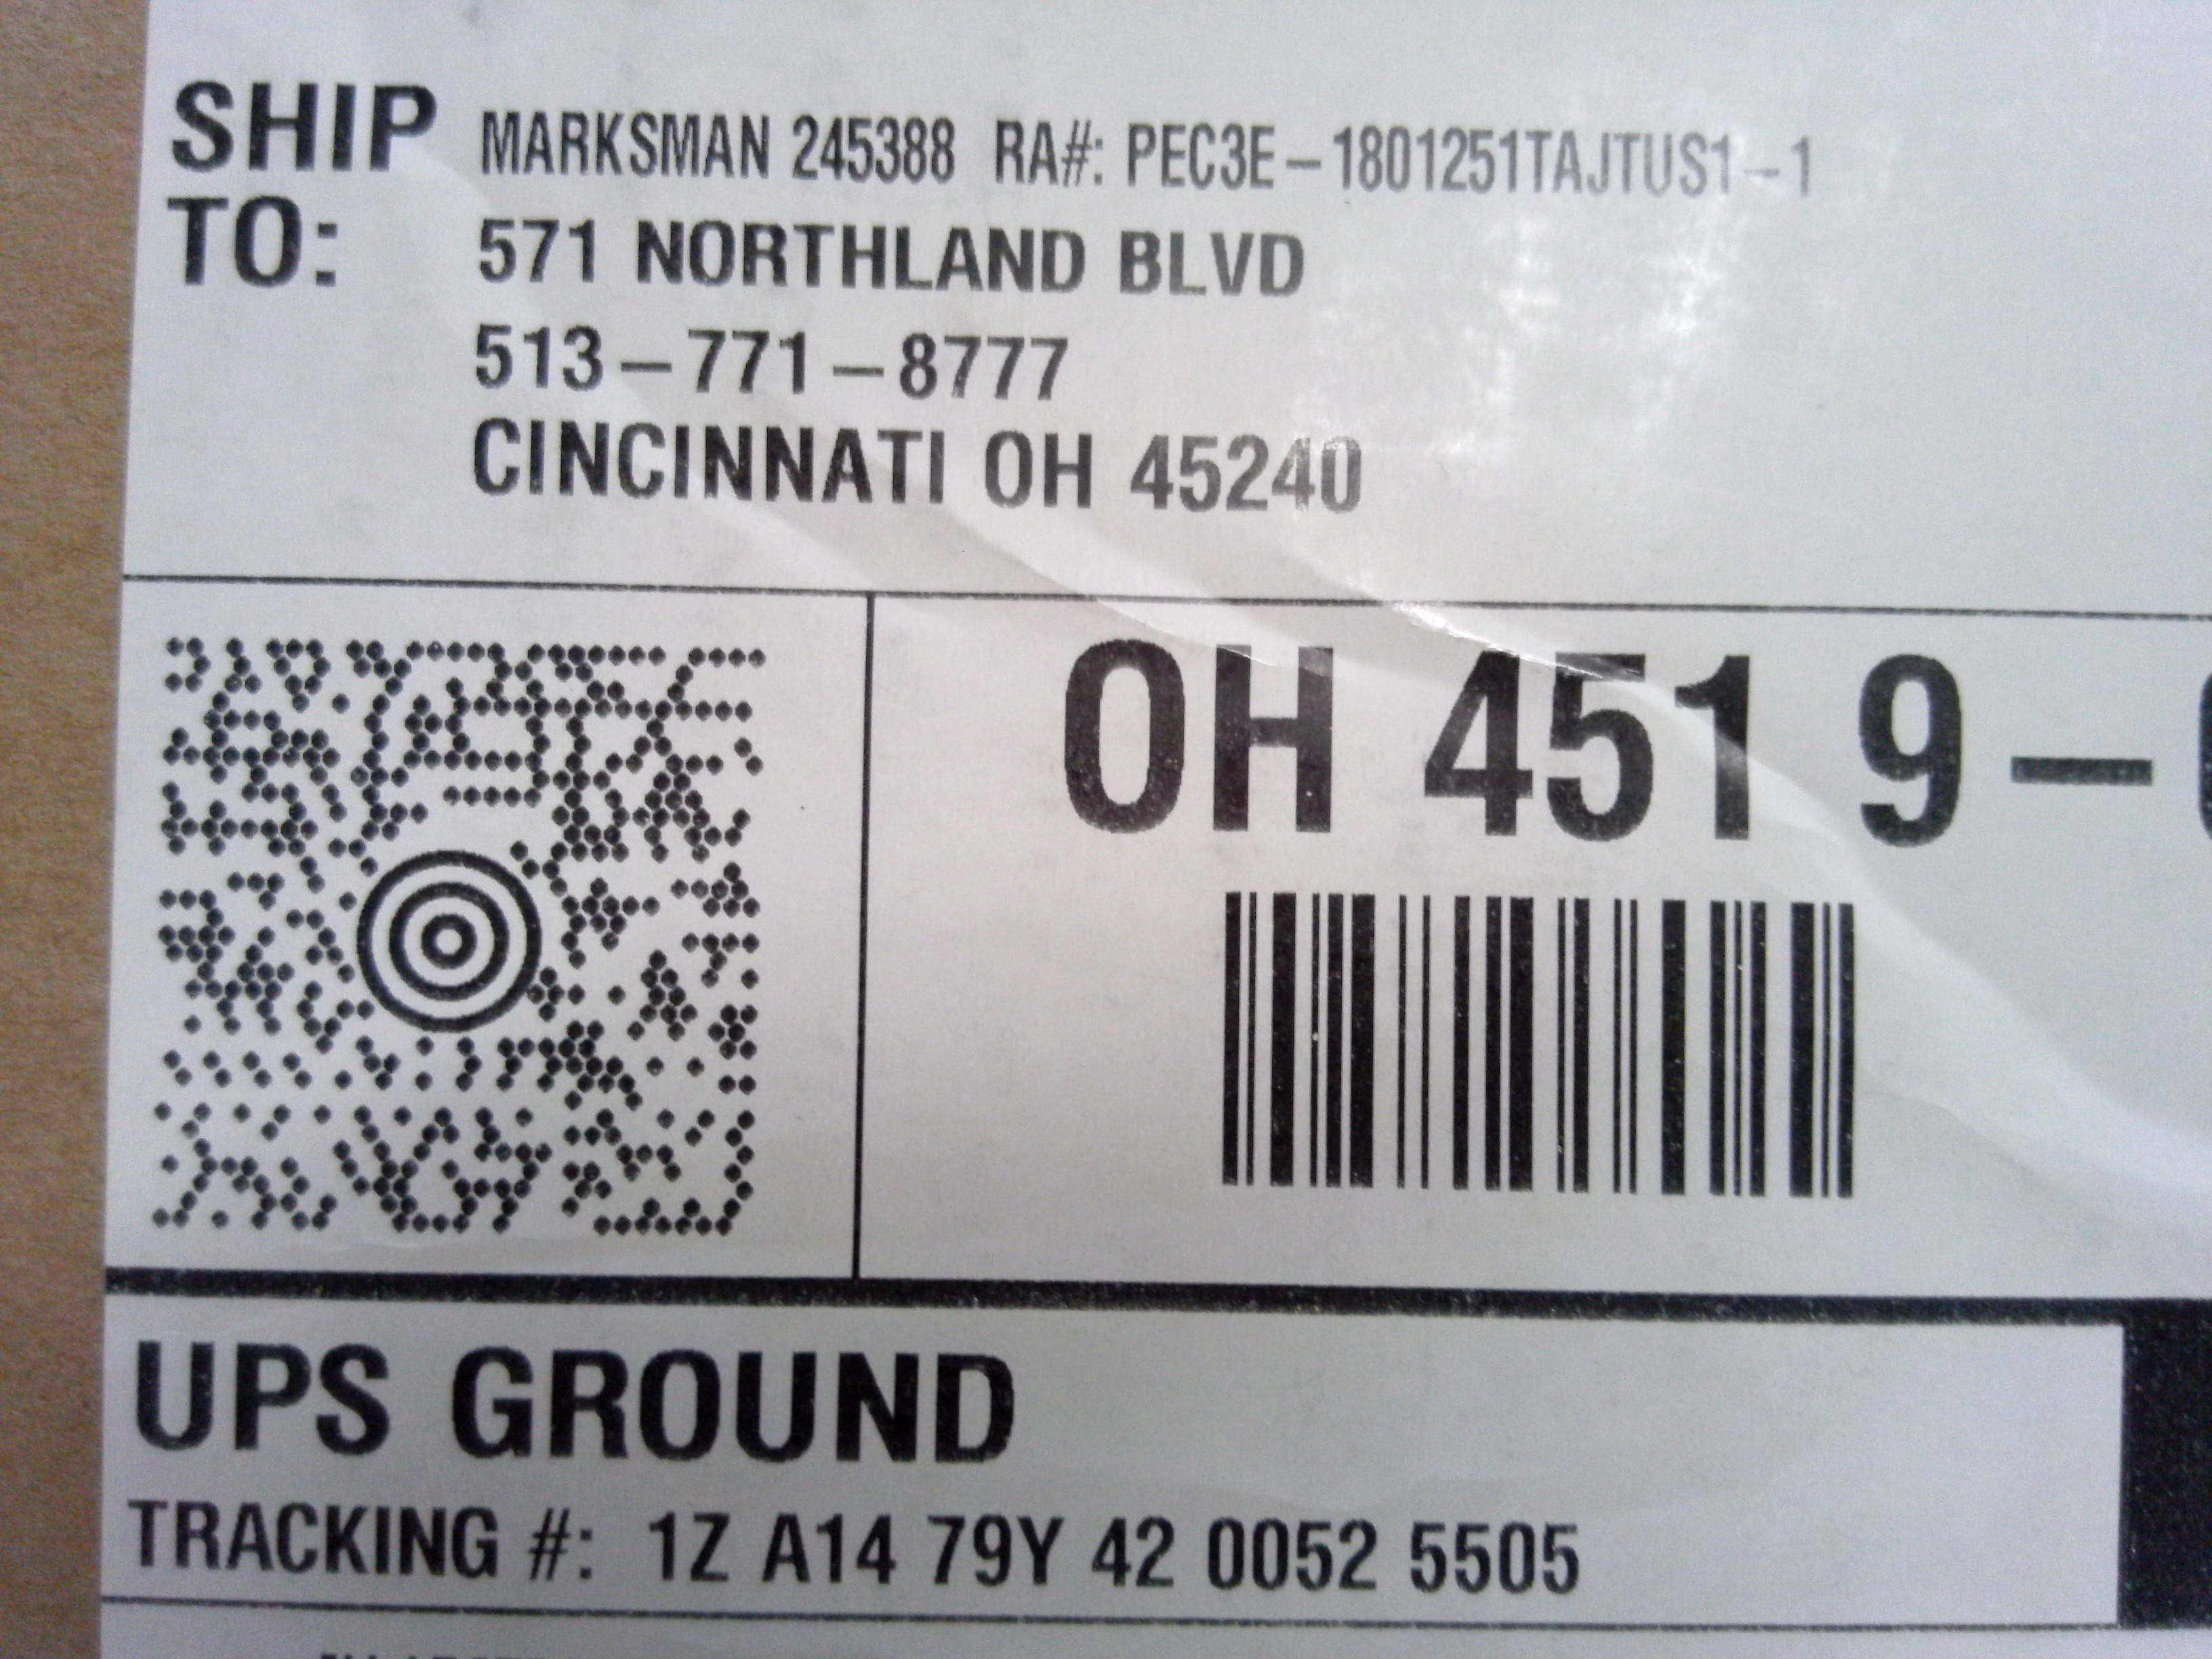 SHIP TO:
MARKSMAN 245388 RA#: PEC3E-1801251TAJTUS1-1
571 NORTHLAND BLVD
513-771-8777
CINCINNATI OH 45240
OH 451 9-
UPS GROUND
TRACKING #: 1Z A14 79Y 42 0052 5505